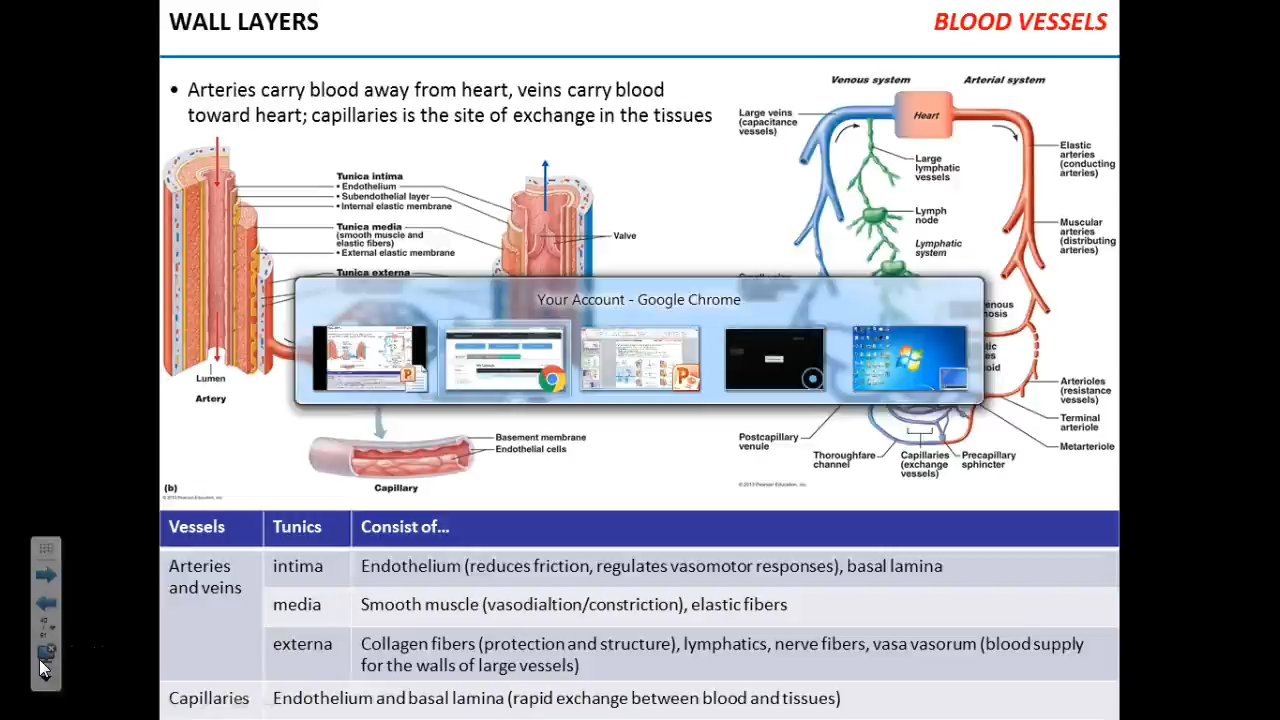 WALL LAYERS
BLOOD VESSELS
• Arteries carry blood away from heart, veins carry blood
toward heart; capillaries is the site of exchange in the tissues
Tunica intima
• Endothelium
• Subendothelial layer
• Internal elastic membrane
Tunica media
(smooth muscle and
elastic fibers)
• External elastic membrane
Tunica externa
Valve
Lumen
Artery
Basement membrane
Endothelial cells
Capillary
(b)
Venous system
Arterial system
Large veins
(capacitance
vessels)
Heart
Large
lymphatic
vessels
Lymph
node
Lymphatic
system
Elastic
arteries
(conducting
arteries)
Muscular
arteries
(distributing
arteries)
Arterioles
(resistance
vessels)
Terminal
arteriole
Metarteriole
Postcapillary
venule
Thoroughfare
channel
Capillaries
(exchange
vessels)
Precapillary
sphincter
© 2013 Pearson Education, Inc.
© 2013 Pearson Education, Inc.
Your Account - Google Chrome
Vessels Tunics Consist of…
Arteries
and veins
intima Endothelium (reduces friction, regulates vasomotor responses), basal lamina
media Smooth muscle (vasodialtion/constriction), elastic fibers
externa Collagen fibers (protection and structure), lymphatics, nerve fibers, vasa vasorum (blood supply
for the walls of large vessels)
Capillaries Endothelium and basal lamina (rapid exchange between blood and tissues)